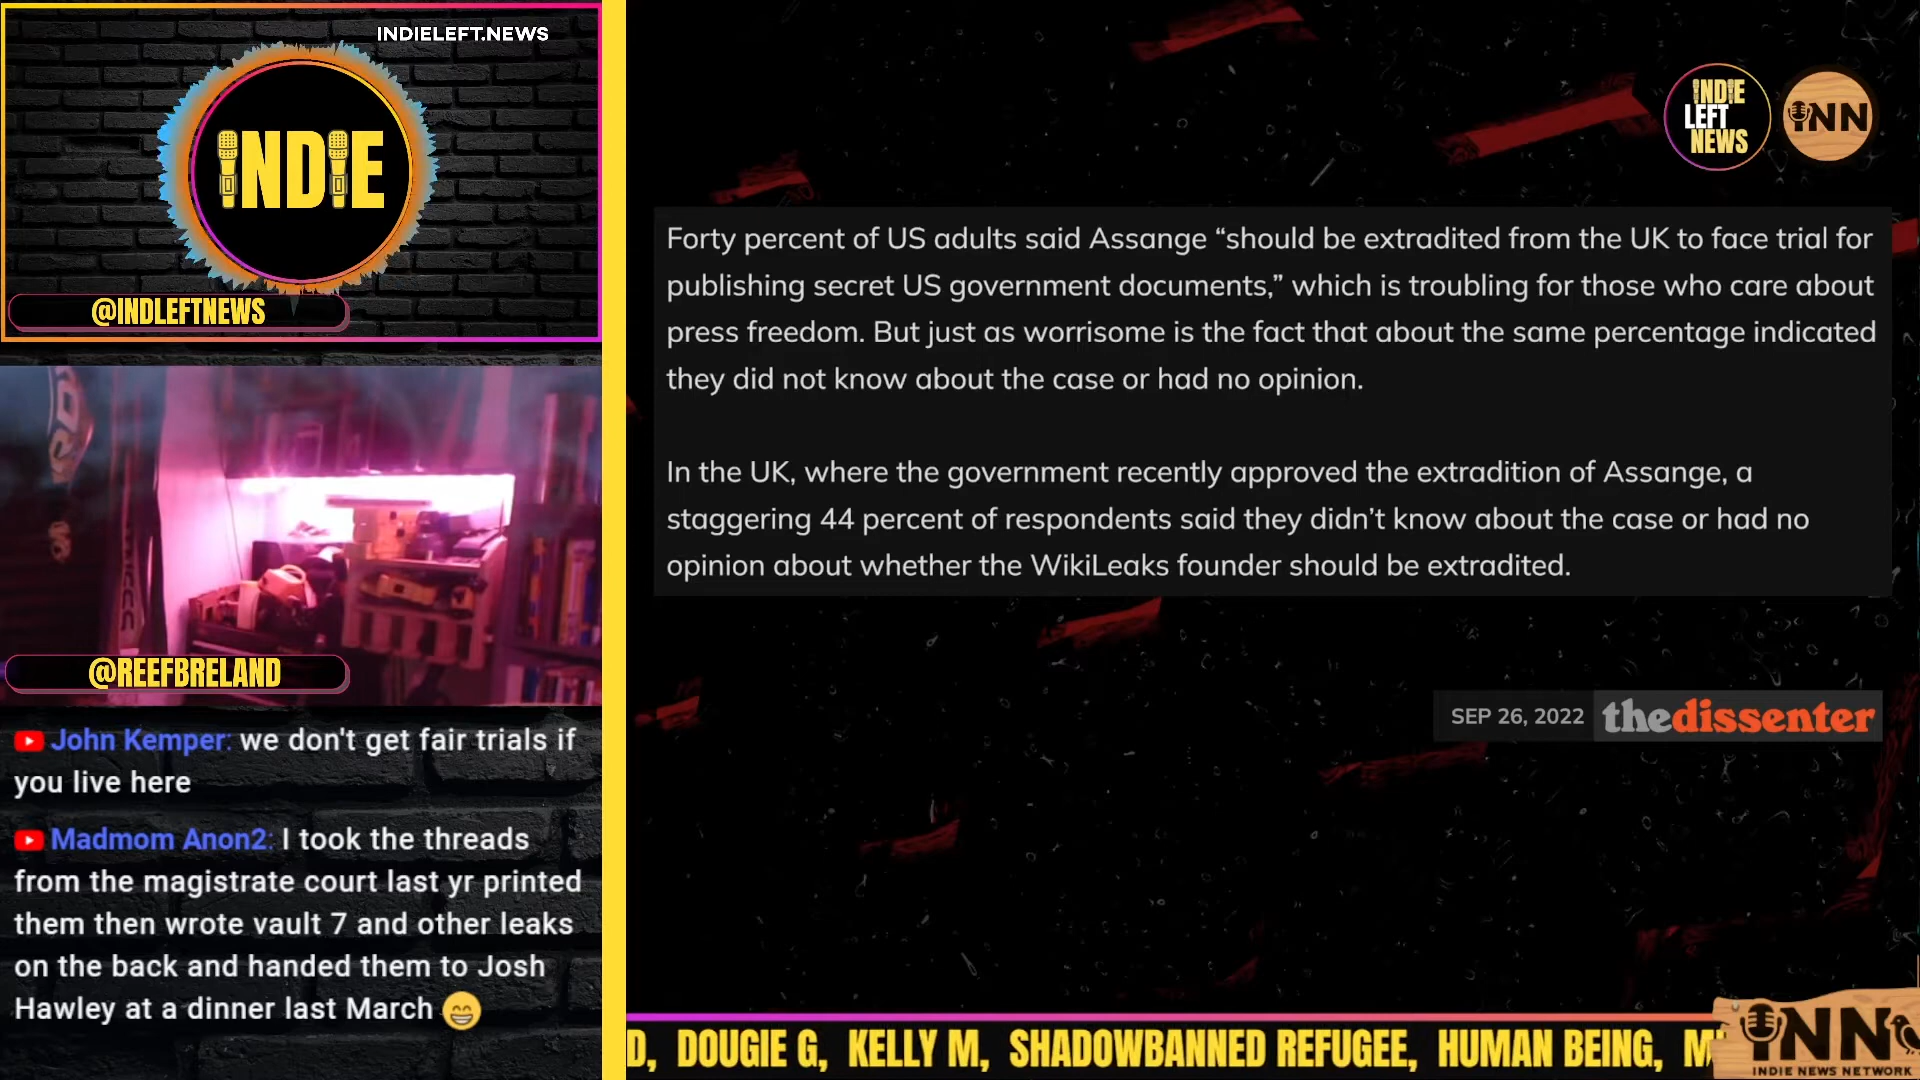 INDIELEFT.NEWS
INDIE
@INDLEFTNEWS
@REEFBRELAND
John Kemper: we don't get fair trials if
you live here
Madmom Anon2: I took the threads
from the magistrate court last yr printed
them then wrote vault 7 and other leaks
on the back and handed them to Josh
Hawley at a dinner last March 😁
INDIE
LEFT
NEWS
INN
Forty percent of US adults said Assange “should be extradited from the UK to face trial for
publishing secret US government documents,” which is troubling for those who care about
press freedom. But just as worrisome is the fact that about the same percentage indicated
they did not know about the case or had no opinion.
In the UK, where the government recently approved the extradition of Assange, a
staggering 44 percent of respondents said they didn’t know about the case or had no
opinion about whether the WikiLeaks founder should be extradited.
SEP 26, 2022 thedissenter
D, DOUGIE G, KELLY M, SHADOWBANNED REFUGEE, HUMAN BEING,
INN
INDIE NEWS NETWORK